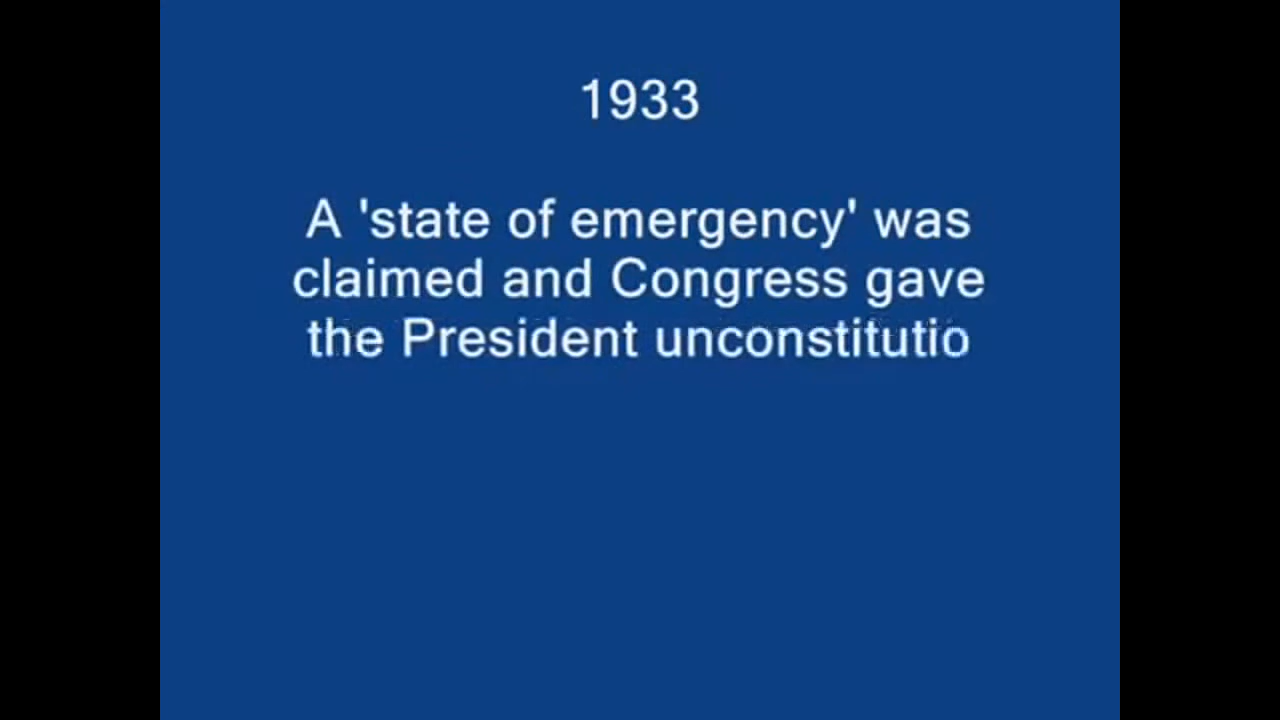 1933
A 'state of emergency' was
claimed and Congress gave
the President unconstitutio